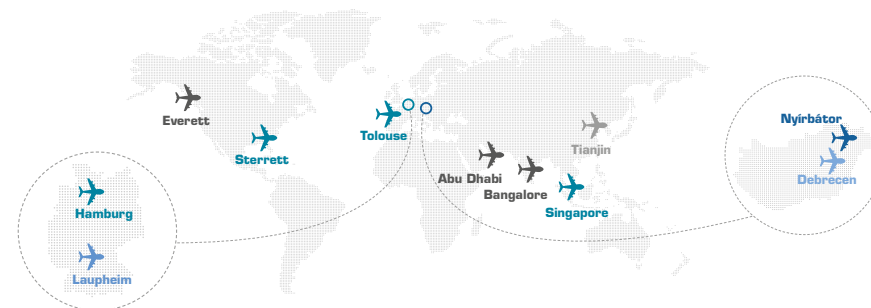 Everett
Sterrett
Tolouse
Abu Dhabi
Bangalore
Tianjin
Singapore
Hamburg
Laupheim
Nyírbátor
Debrecen